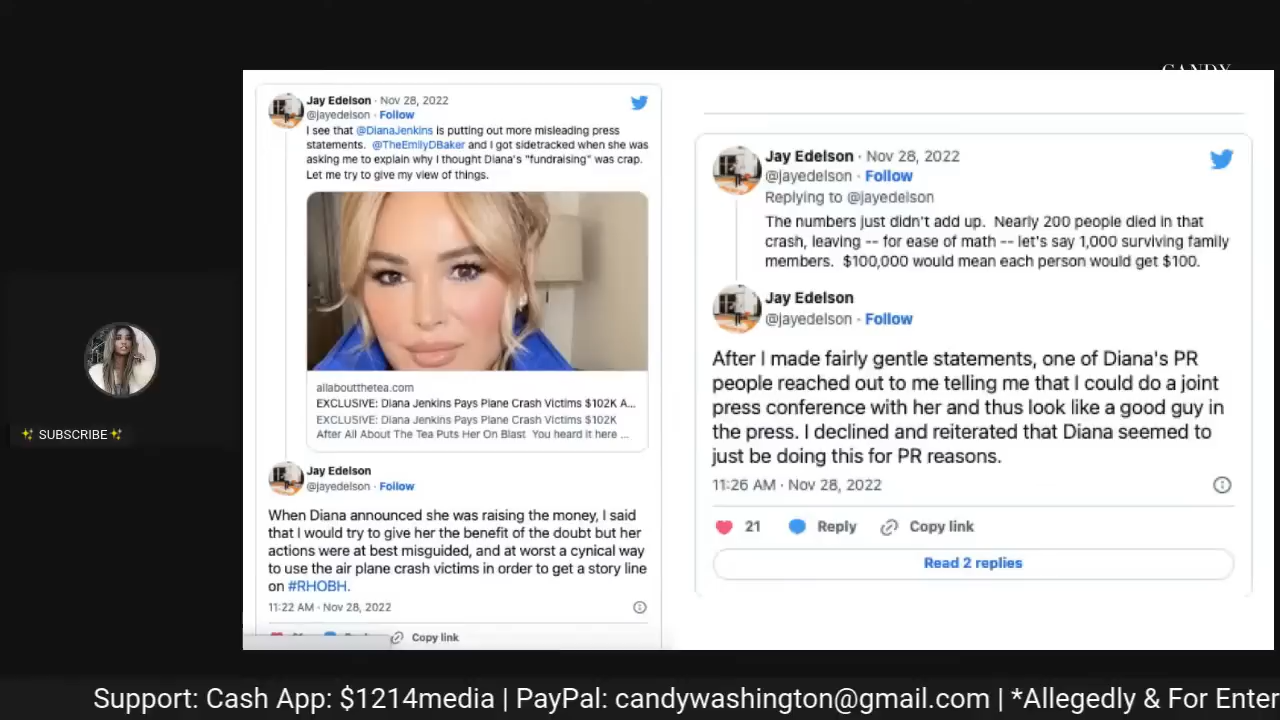 CANDY
Jay Edelson · Nov 28, 2022
@jayedelson · Follow
I see that @DianaJenkins is putting out more misleading press
statements. @TheEmilyDBaker and I got sidetracked when she was
asking me to explain why I thought Diana's "fundraising" was crap.
Let me try to give my view of things.
allaboutthetea.com
EXCLUSIVE: Diana Jenkins Pays Plane Crash Victims $102K A...
EXCLUSIVE: Diana Jenkins Pays Plane Crash Victims $102K
After All About The Tea Puts Her On Blast You heard it here ...
Jay Edelson
@jayedelson · Follow
When Diana announced she was raising the money, I said
that I would try to give her the benefit of the doubt but her
actions were at best misguided, and at worst a cynical way
to use the air plane crash victims in order to get a story line
on #RHOBH.
11:22 AM · Nov 28, 2022
Copy link
Jay Edelson · Nov 28, 2022
@jayedelson · Follow
Replying to @jayedelson
The numbers just didn't add up. Nearly 200 people died in that
crash, leaving -- for ease of math -- let's say 1,000 surviving family
members. $100,000 would mean each person would get $100.
Jay Edelson
@jayedelson · Follow
After I made fairly gentle statements, one of Diana's PR
people reached out to me telling me that I could do a joint
press conference with her and thus look like a good guy in
the press. I declined and reiterated that Diana seemed to
just be doing this for PR reasons.
11:26 AM · Nov 28, 2022
21 Reply Copy link
Read 2 replies
✨ SUBSCRIBE ✨
Support: Cash App: $1214media | PayPal: candywashington@gmail.com | *Allegedly & For Enter